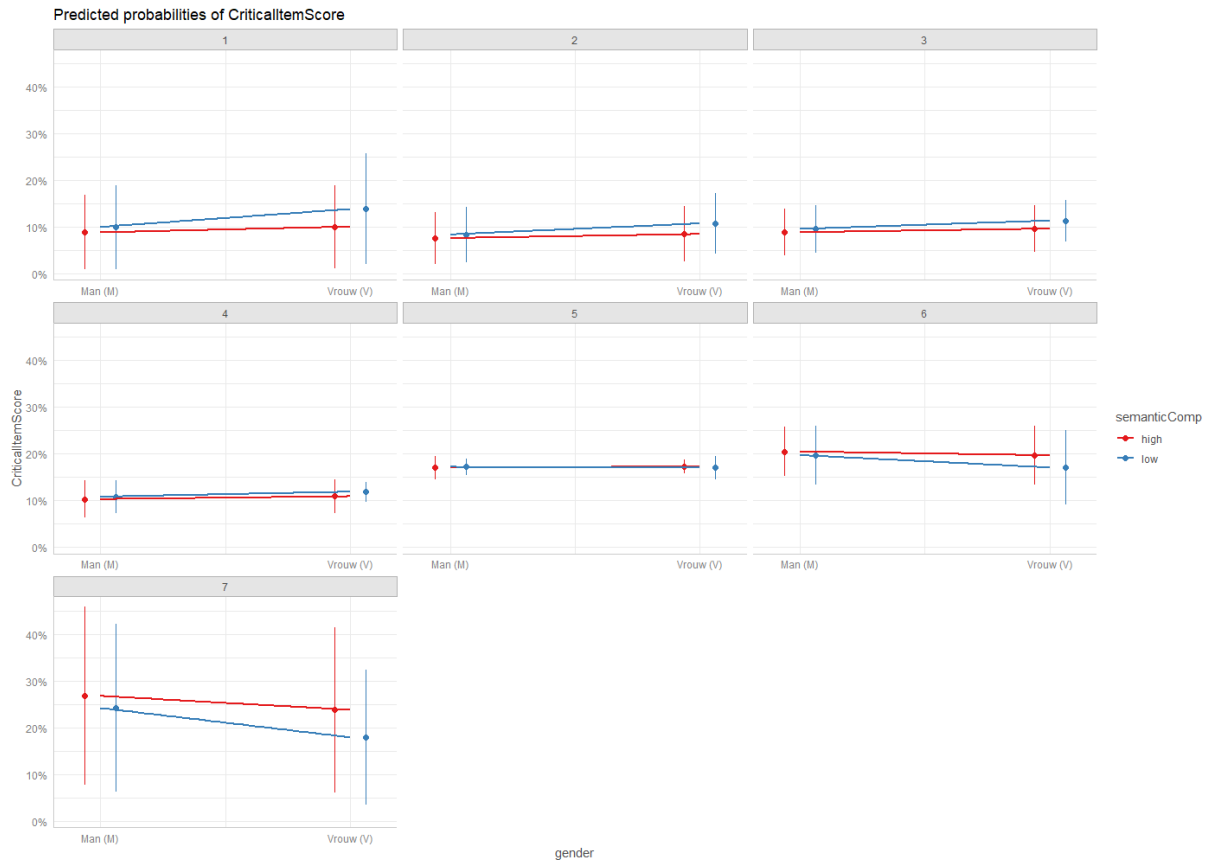 Predicted probabilities of CriticalItemScore
1 2 3
40%
30%
20%
10%
0%
Man (M) Vrouw (V) Man (M) Vrouw (V) Man (M) Vrouw (V)
4 5 6
40%
30%
20%
10%
0%
Man (M) Vrouw (V) Man (M) Vrouw (V) Man (M) Vrouw (V)
7
40%
30%
20%
10%
0%
Man (M) Vrouw (V)
CriticalItemScore
gender
semanticComp
high
low